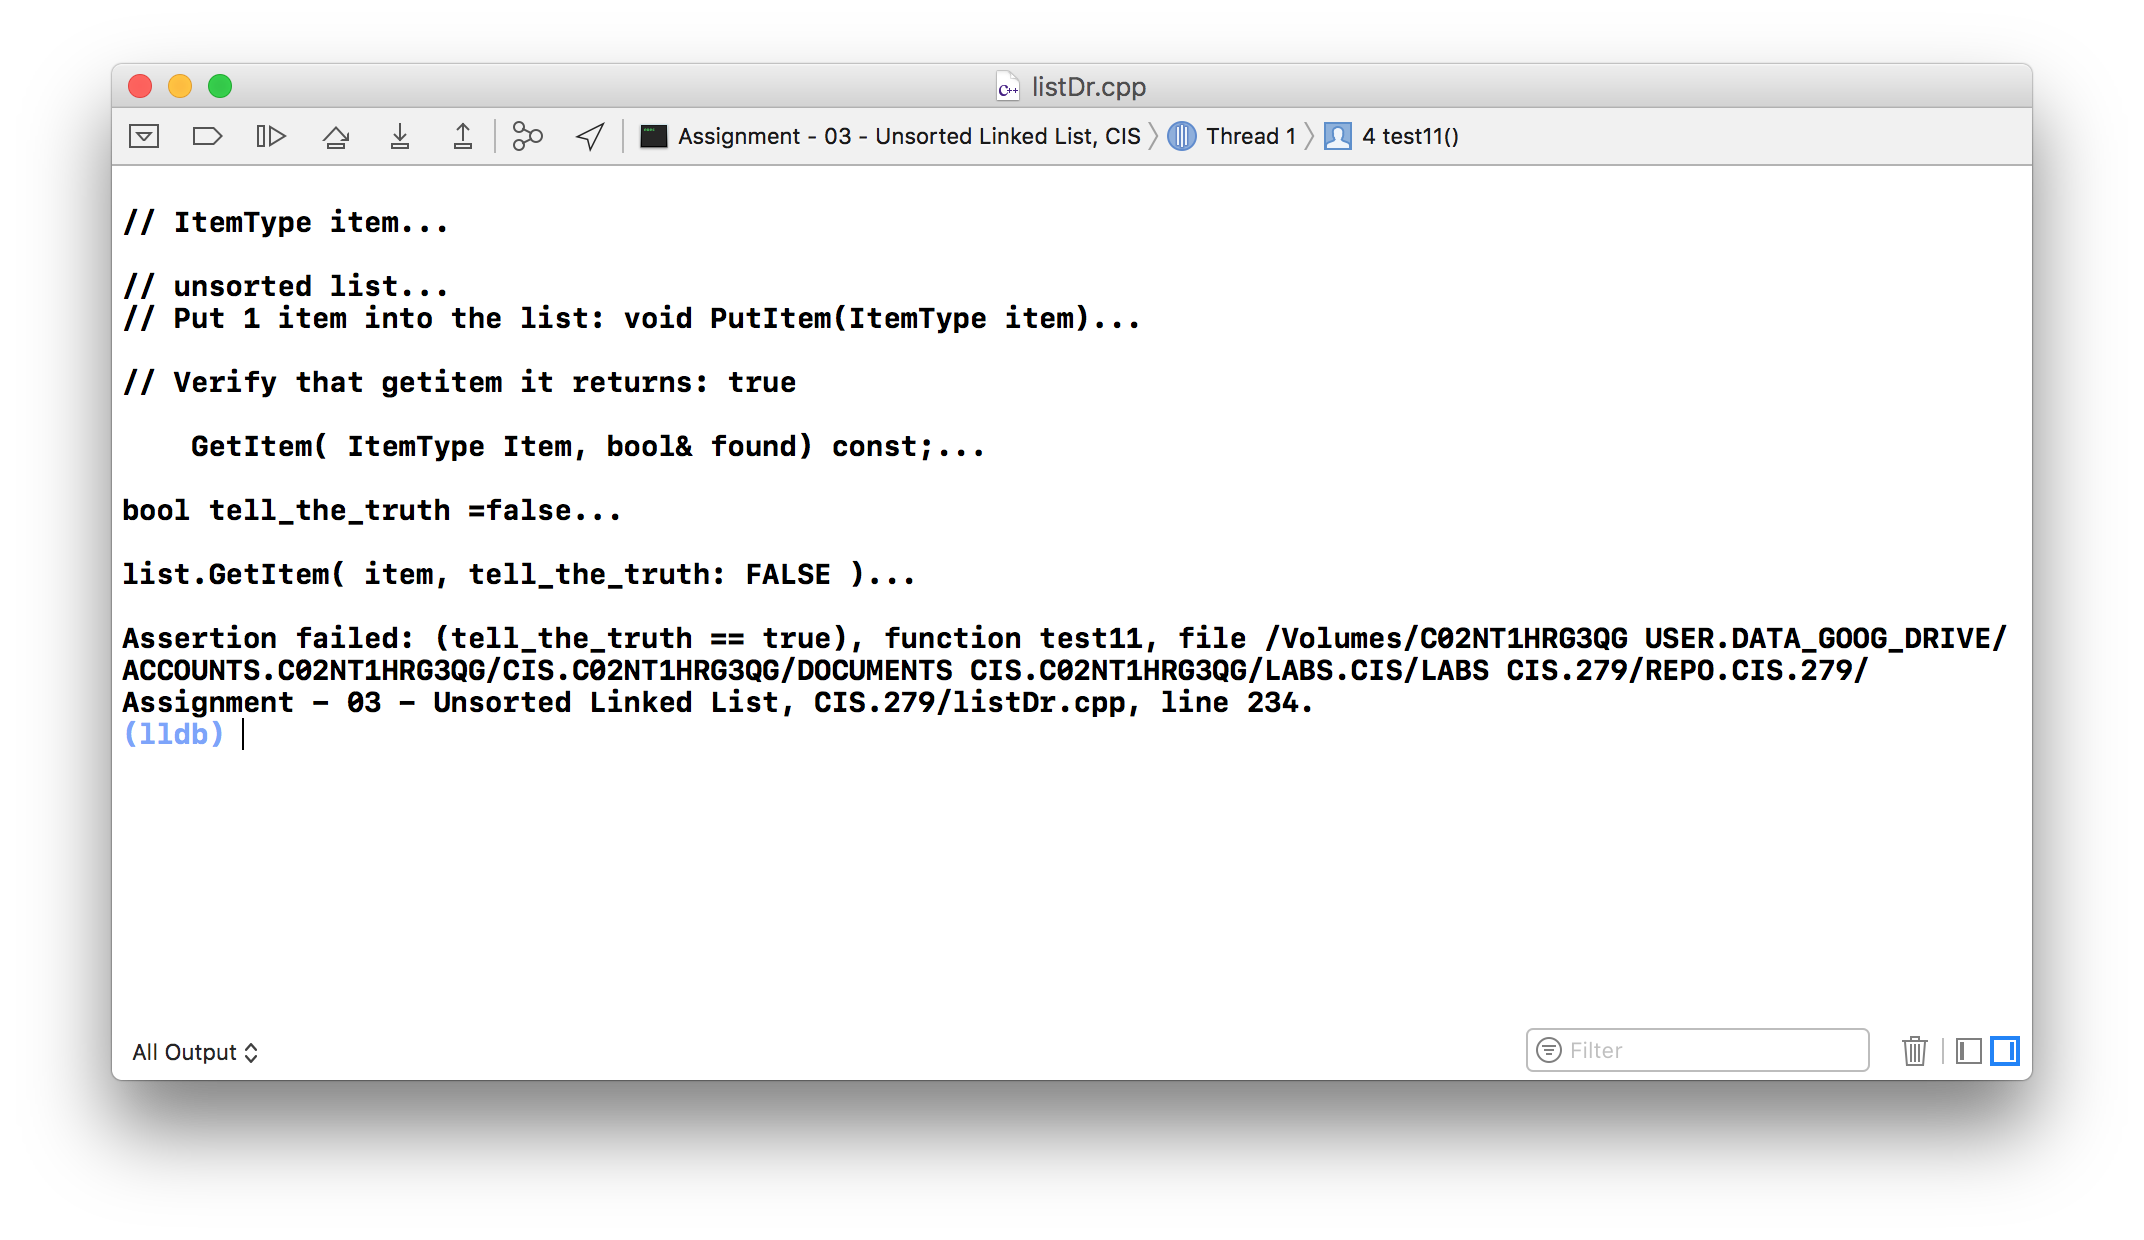 listDr.cpp
Assignment - 03 - Unsorted Linked List, CIS 〉 Thread 1 〉 4 test11()
// ItemType item...
// unsorted list...
// Put 1 item into the list: void PutItem(ItemType item)...
// Verify that getitem it returns: true
GetItem( ItemType Item, bool& found) const;...
bool tell_the_truth =false...
list.GetItem( item, tell_the_truth: FALSE )...
Assertion failed: (tell_the_truth == true), function test11, file /Volumes/C02NT1HRG3QG USER.DATA_GOOG_DRIVE/
ACCOUNTS.C02NT1HRG3QG/CIS.C02NT1HRG3QG/DOCUMENTS CIS.C02NT1HRG3QG/LABS.CIS/LABS CIS.279/REPO.CIS.279/
Assignment - 03 - Unsorted Linked List, CIS.279/listDr.cpp, line 234.
(lldb)
All Output
Filter